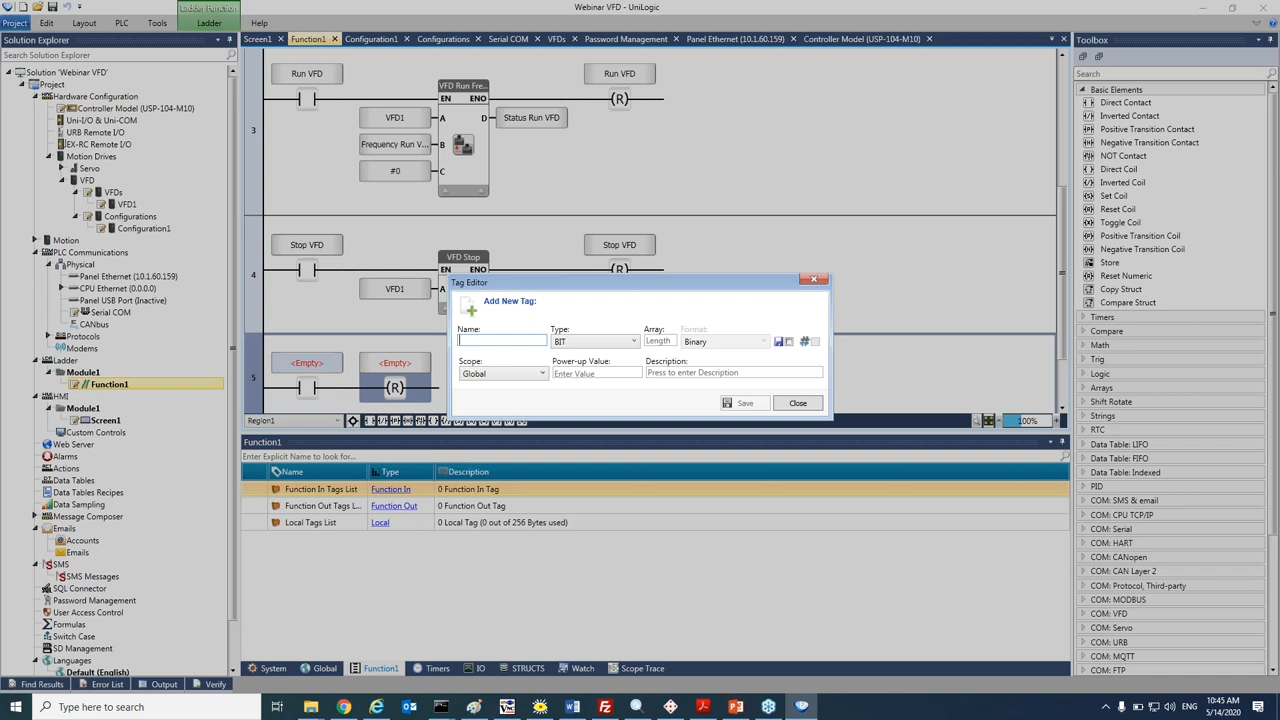 Webinar VFD - UniLogic
Ladder Function
Project Edit Layout PLC Tools Ladder Help
Solution Explorer
Search Solution Explorer
Solution 'Webinar VFD'
Project
Hardware Configuration
Controller Model (USP-104-M10)
Uni-I/O & Uni-COM
URB Remote I/O
EX-RC Remote I/O
Motion Drives
Servo
VFD
VFDs
VFD1
Configurations
Configuration1
Motion
PLC Communications
Physical
Panel Ethernet (10.1.60.159)
CPU Ethernet (0.0.0.0)
Panel USB Port (Inactive)
Serial COM
CANbus
Protocols
Modems
Ladder
Module1
Function1
HMI
Module1
Screen1
Custom Controls
Web Server
Alarms
Actions
Data Tables
Data Tables Recipes
Data Sampling
Message Composer
Emails
Accounts
Emails
SMS
SMS Messages
SQL Connector
Password Management
User Access Control
Formulas
Switch Case
SD Management
Languages
Default (English)
Screen1 Function1 Configuration1 Configurations Serial COM VFDs Password Management Panel Ethernet (10.1.60.159) Controller Model (USP-104-M10)
Run VFD Run VFD
VFD Run Fre...
EN ENO (R)
3
VFD1 A D Status Run VFD
Frequency Run V... B
#0 C
Stop VFD Stop VFD
VFD Stop
4
EN ENO (R)
VFD1 A
5
<Empty> <Empty>
(R)
Tag Editor
Add New Tag:
Name: Type: Array: Format:
BIT Length Binary
Scope: Power-up Value: Description:
Global Enter Value Press to enter Description
Save Close
Region1 100%
Function1
Enter Explicit Name to look for...
Name Type Description
Function In Tags List Function In 0 Function In Tag
Function Out Tags L... Function Out 0 Function Out Tag
Local Tags List Local 0 Local Tag (0 out of 256 Bytes used)
System Global Function1 Timers IO STRUCTS Watch Scope Trace
Toolbox
Search
Basic Elements
Direct Contact
Inverted Contact
Positive Transition Contact
Negative Transition Contact
NOT Contact
Direct Coil
Inverted Coil
Set Coil
Reset Coil
Toggle Coil
Positive Transition Coil
Negative Transition Coil
Store
Reset Numeric
Copy Struct
Compare Struct
Timers
Compare
Math
Trig
Logic
Arrays
Shift Rotate
Strings
RTC
Data Table: LIFO
Data Table: FIFO
Data Table: Indexed
PID
COM: SMS & email
COM: CPU TCP/IP
COM: Serial
COM: HART
COM: CANopen
COM: CAN Layer 2
COM: Protocol, Third-party
COM: MODBUS
COM: VFD
COM: Servo
COM: URB
COM: MQTT
COM: FTP
Find Results Error List Output Verify
Type here to search
10:45 AM
5/14/2020